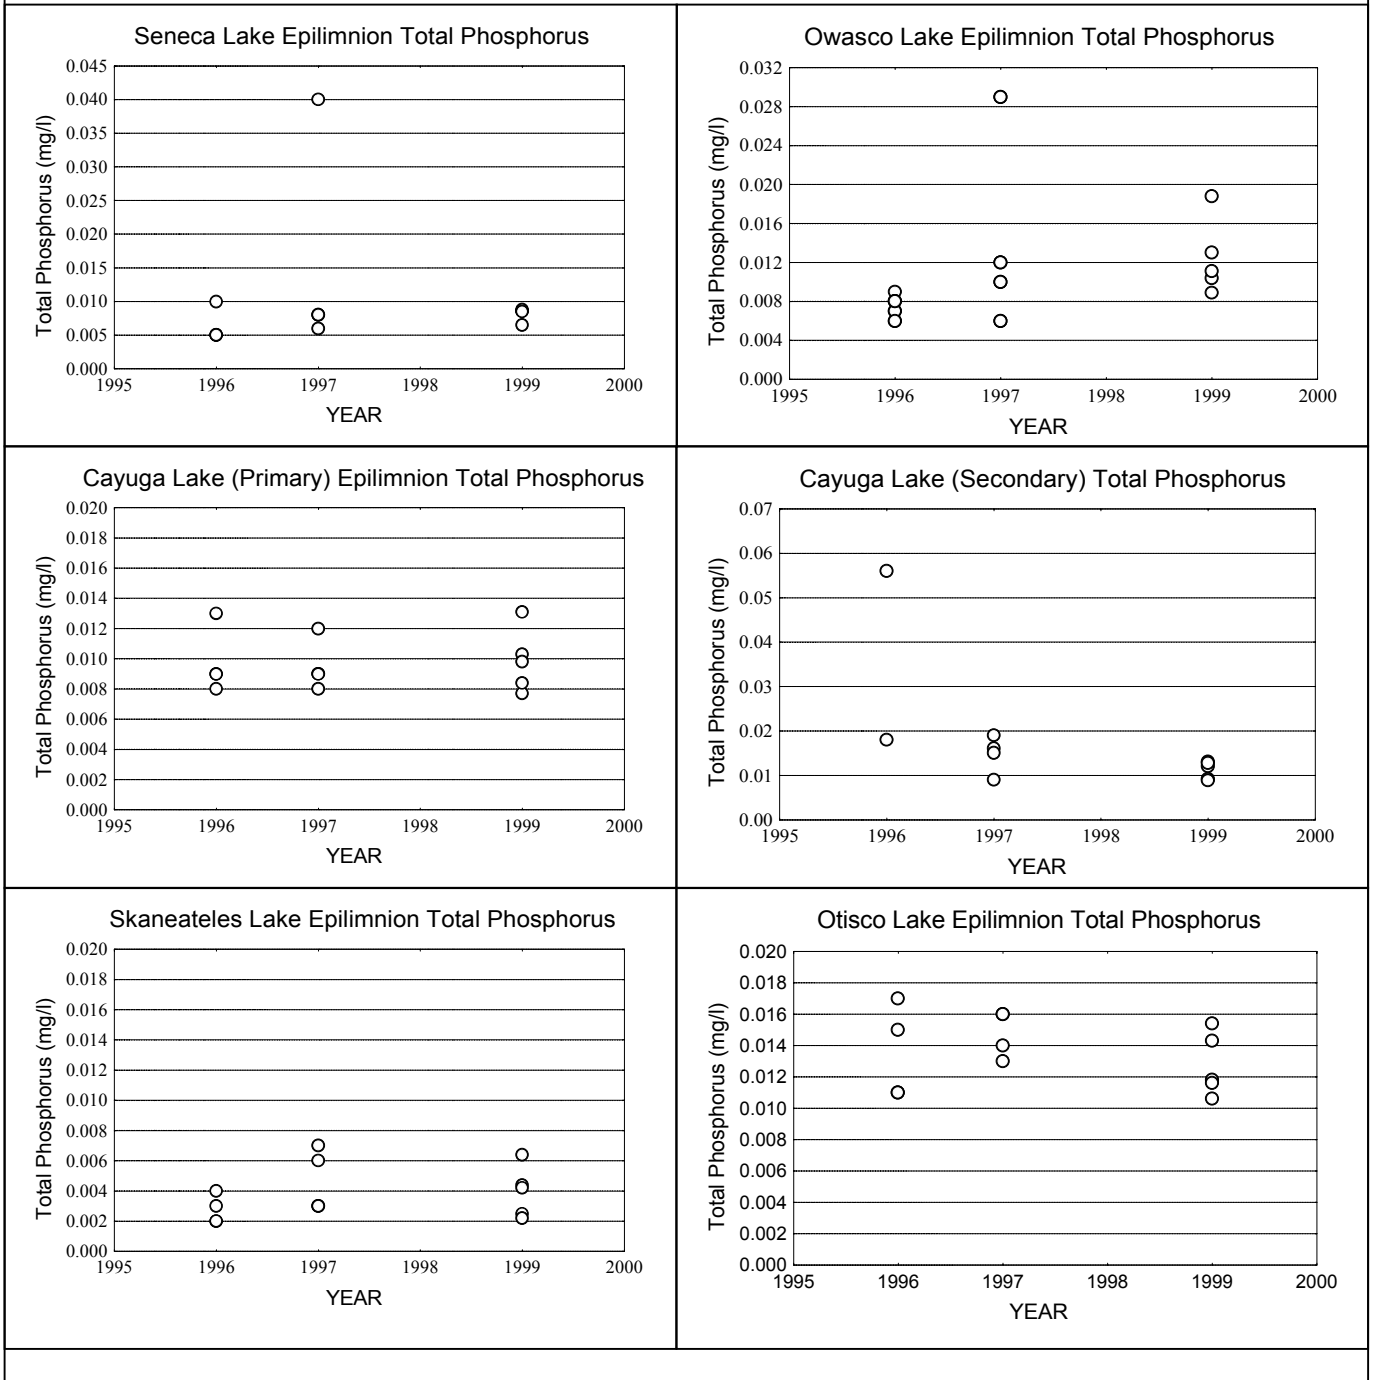 Seneca Lake Epilimnion Total Phosphorus
Total Phosphorus (mg/l)
0.045
0.040
0.035
0.030
0.025
0.020
0.015
0.010
0.005
0.000
1995 1996 1997 1998 1999 2000
YEAR
Owasco Lake Epilimnion Total Phosphorus
Total Phosphorus (mg/l)
0.032
0.028
0.024
0.020
0.016
0.012
0.008
0.004
0.000
1995 1996 1997 1998 1999 2000
YEAR
Cayuga Lake (Primary) Epilimnion Total Phosphorus
Total Phosphorus (mg/l)
0.020
0.018
0.016
0.014
0.012
0.010
0.008
0.006
0.004
0.002
0.000
1995 1996 1997 1998 1999 2000
YEAR
Cayuga Lake (Secondary) Total Phosphorus
Total Phosphorus (mg/l)
0.07
0.06
0.05
0.04
0.03
0.02
0.01
0.00
1995 1996 1997 1998 1999 2000
YEAR
Skaneateles Lake Epilimnion Total Phosphorus
Total Phosphorus (mg/l)
0.020
0.018
0.016
0.014
0.012
0.010
0.008
0.006
0.004
0.002
0.000
1995 1996 1997 1998 1999 2000
YEAR
Otisco Lake Epilimnion Total Phosphorus
Total Phosphorus (mg/l)
0.020
0.018
0.016
0.014
0.012
0.010
0.008
0.006
0.004
0.002
0.000
1995 1996 1997 1998 1999 2000
YEAR